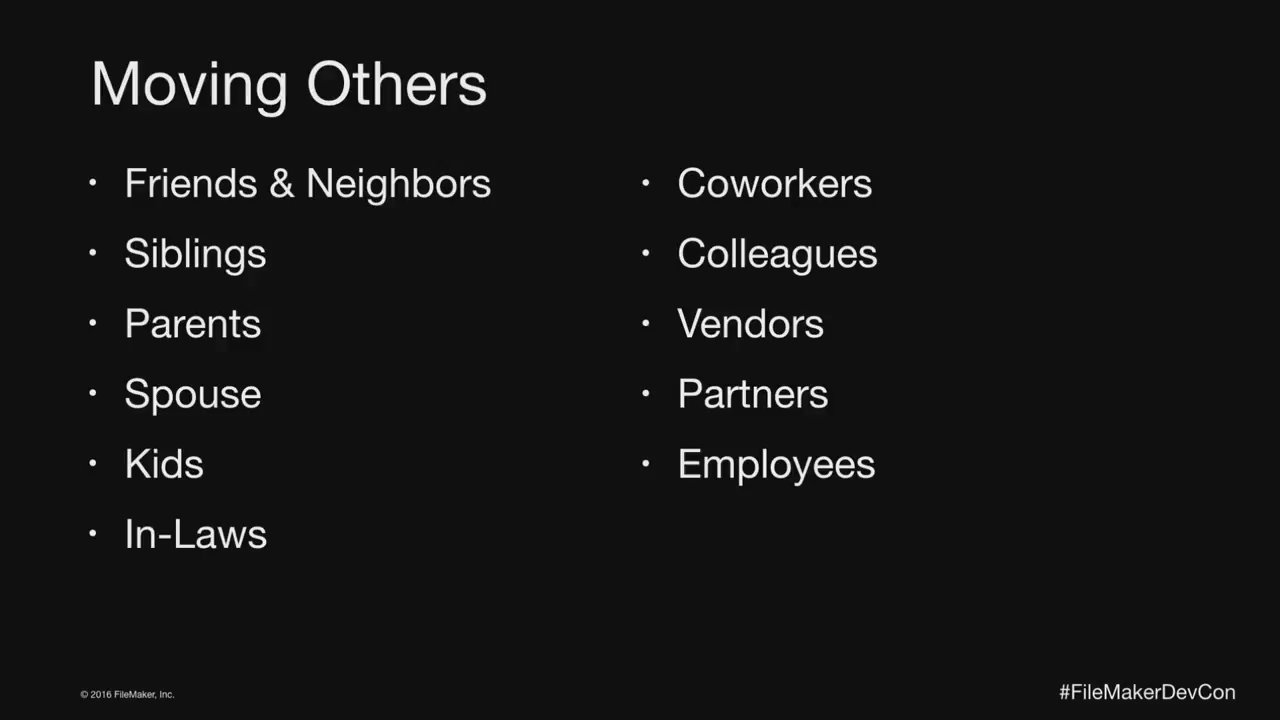 Moving Others
• Friends & Neighbors
• Siblings
• Parents
• Spouse
• Kids
• In-Laws
• Coworkers
• Colleagues
• Vendors
• Partners
• Employees
© 2016 FileMaker, Inc.
#FileMakerDevCon